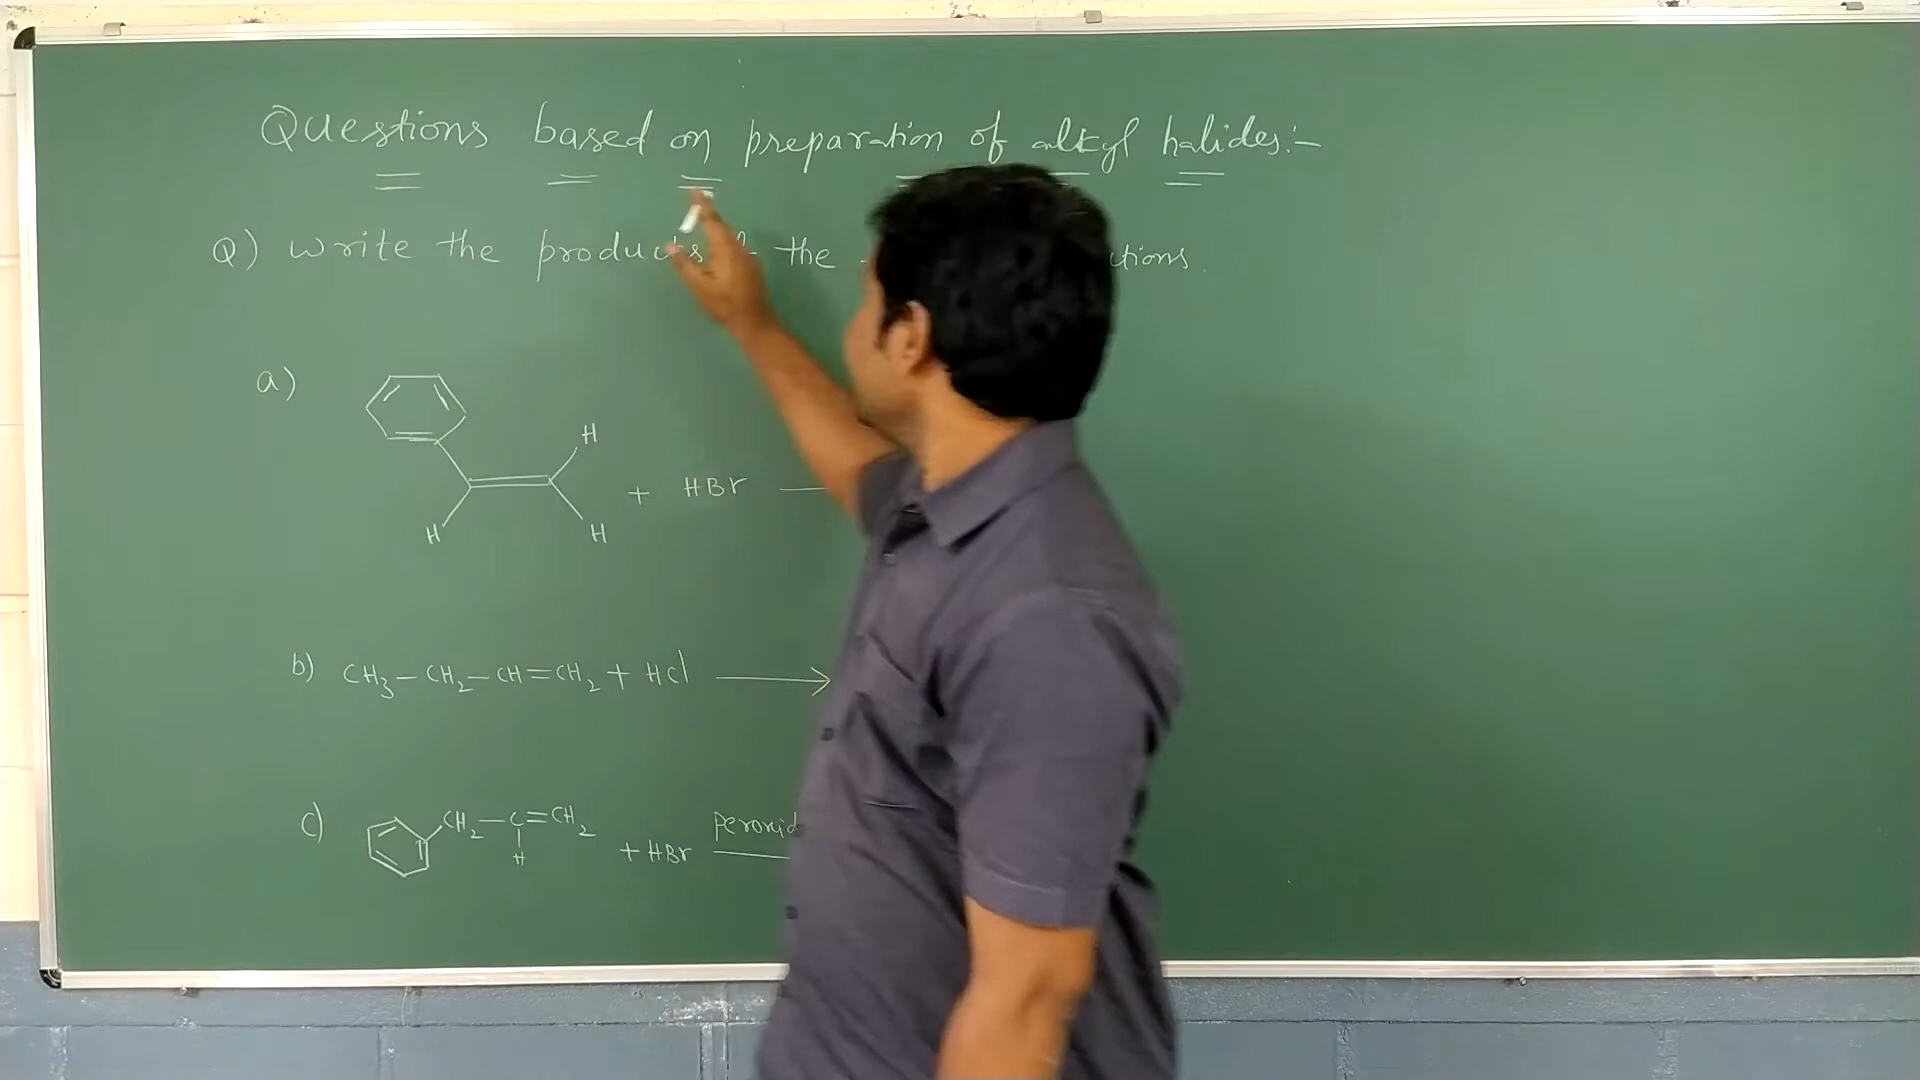 Questions based on preparation of alkyl halides:-
Q) Write the products the ctions.
a)
H
+ HBr
H H
b) CH3-CH2-CH=CH2 + HCl
c) CH2-C=CH2
H
+ HBr Peroxid